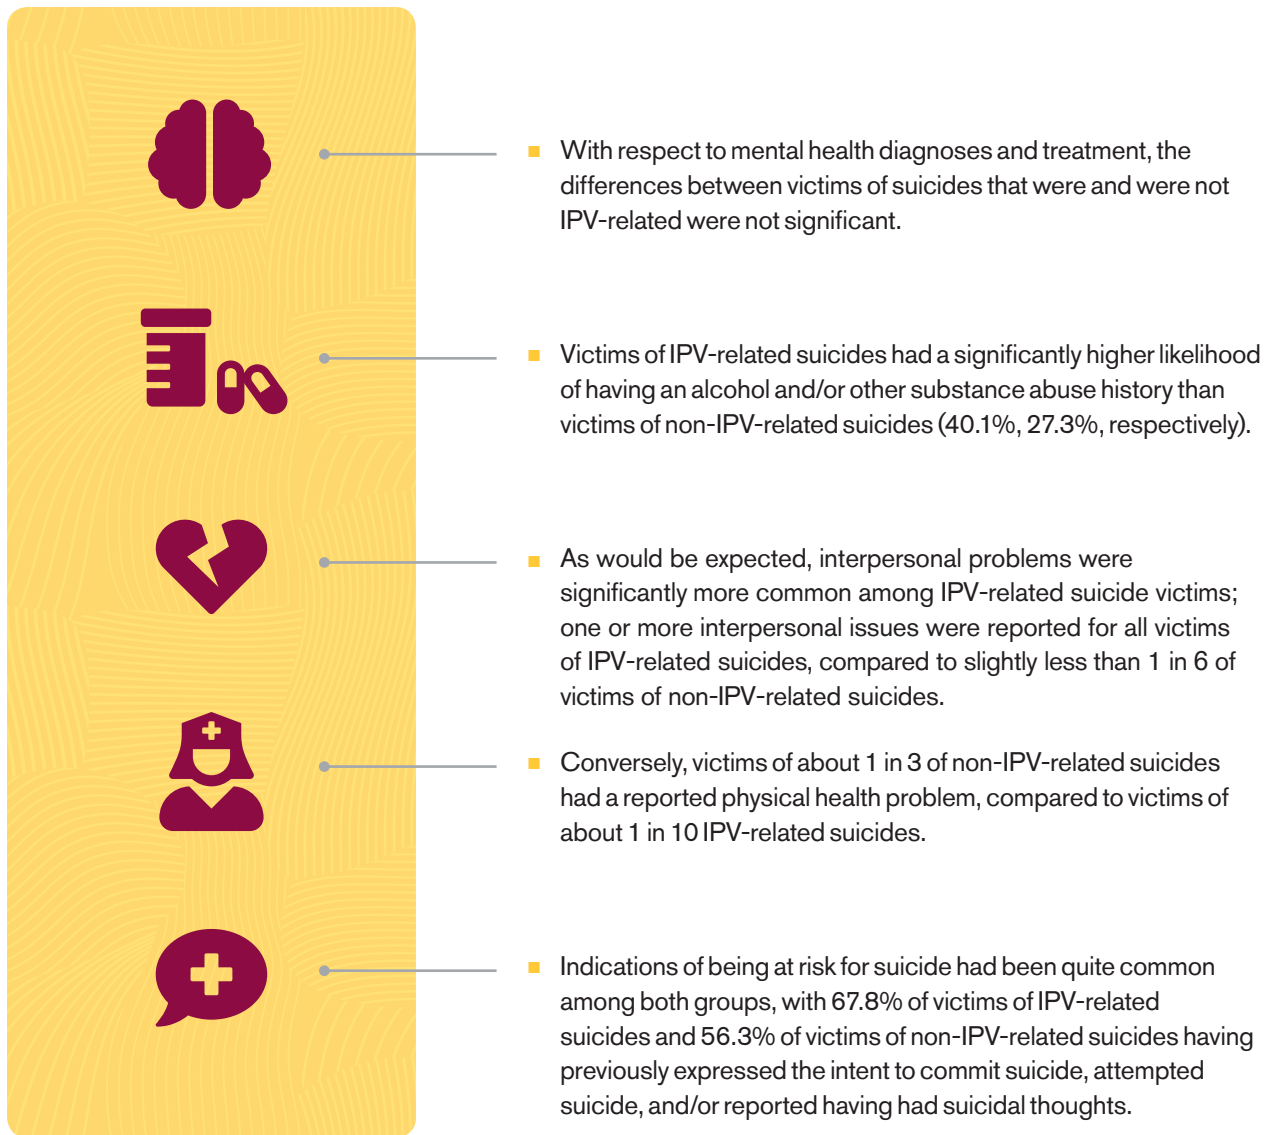 With respect to mental health diagnoses and treatment, the
differences between victims of suicides that were and were not
IPV-related were not significant.
Victims of IPV-related suicides had a significantly higher likelihood
of having an alcohol and/or other substance abuse history than
victims of non-IPV-related suicides (40.1%, 27.3%, respectively).
As would be expected, interpersonal problems were
significantly more common among IPV-related suicide victims;
one or more interpersonal issues were reported for all victims
of IPV-related suicides, compared to slightly less than 1 in 6 of
victims of non-IPV-related suicides.
Conversely, victims of about 1 in 3 of non-IPV-related suicides
had a reported physical health problem, compared to victims of
about 1 in 10 IPV-related suicides.
Indications of being at risk for suicide had been quite common
among both groups, with 67.8% of victims of IPV-related
suicides and 56.3% of victims of non-IPV-related suicides having
previously expressed the intent to commit suicide, attempted
suicide, and/or reported having had suicidal thoughts.